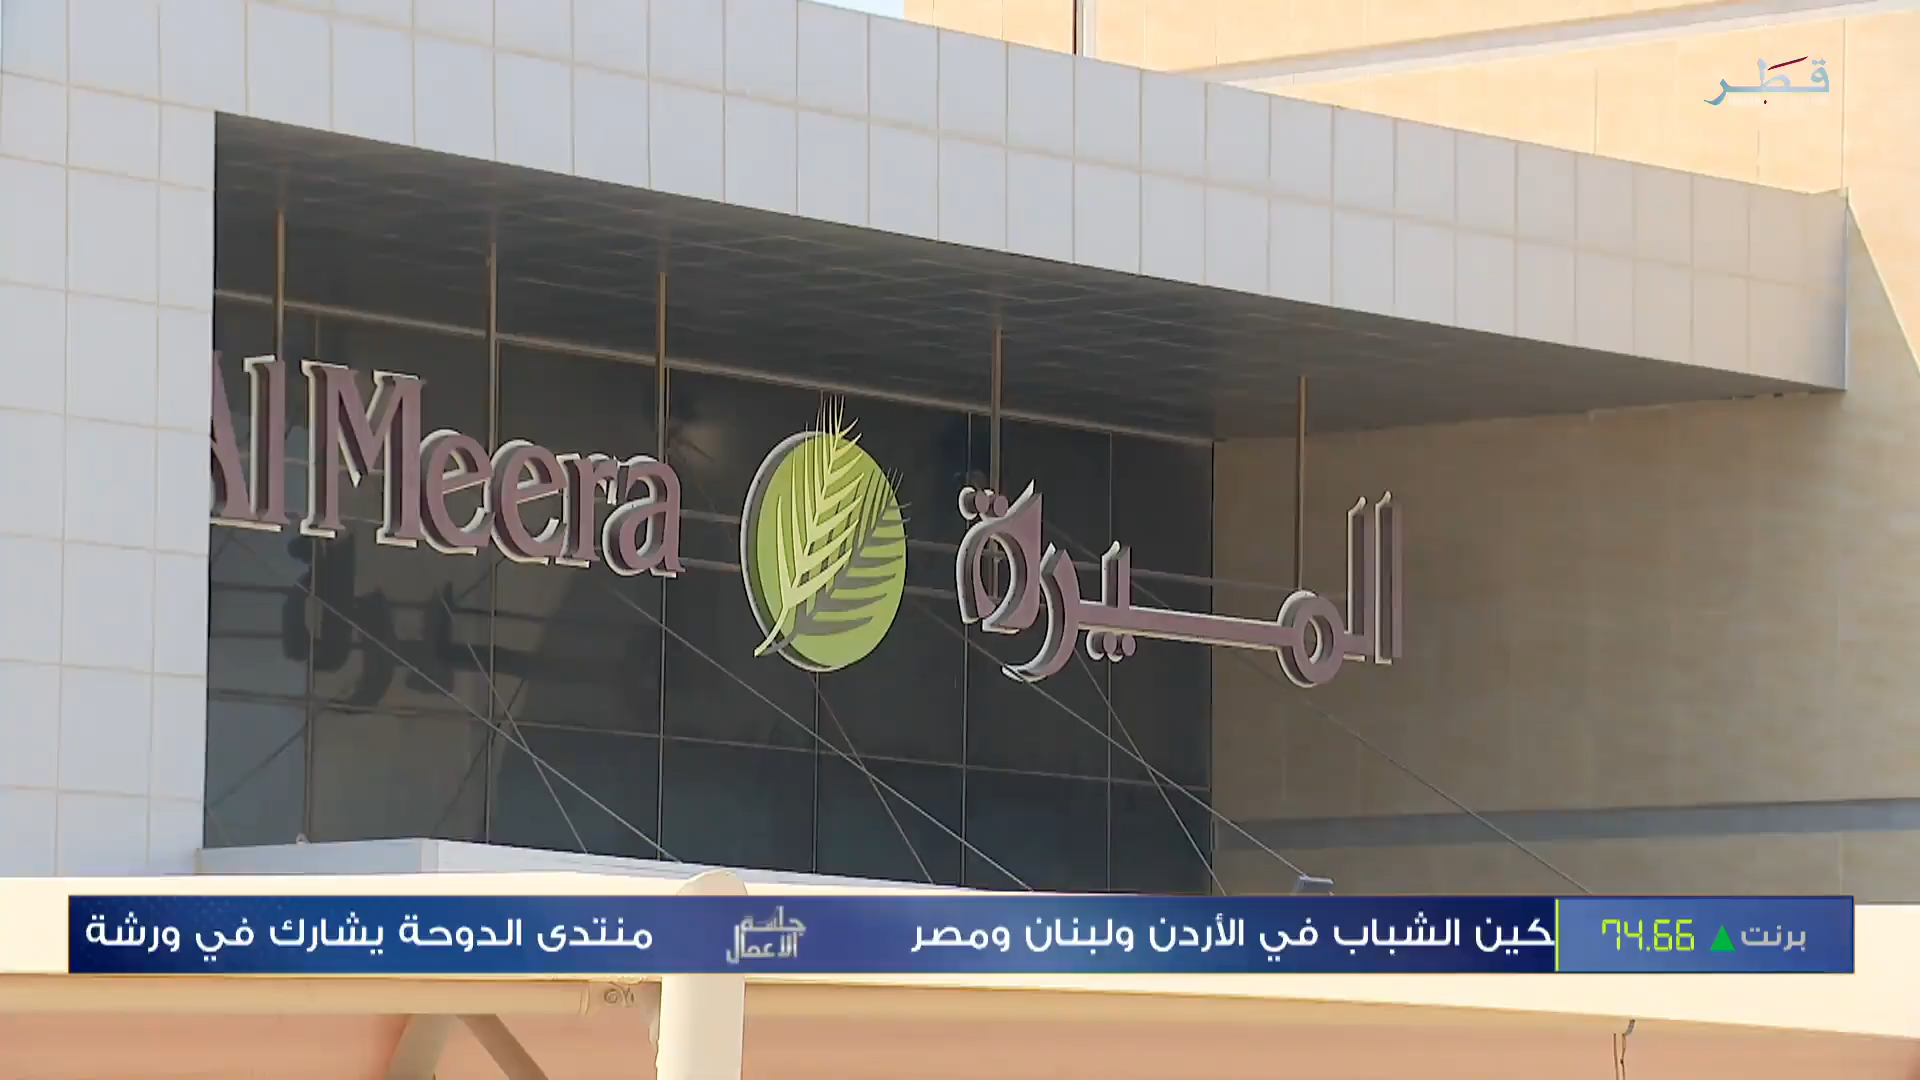 قطر
Al Meera
الميرة
برنت 74.66
كين الشباب في الأردن ولبنان ومصر
جلسة الأعمال
منتدى الدوحة يشارك في ورشة